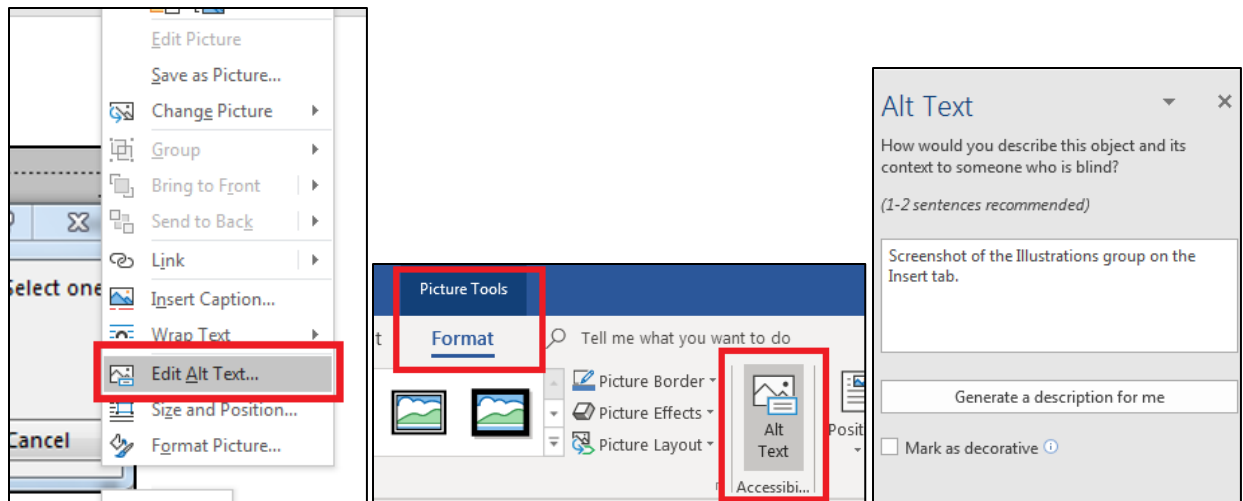 Edit Picture
Save as Picture...
Change Picture
Group
Bring to Front
Send to Back
Link
Select one
Insert Caption...
Wrap Text
Edit Alt Text...
Size and Position...
Cancel
Format Picture...
Picture Tools
Format
Tell me what you want to do
Picture Border
Picture Effects
Picture Layout
Alt
Text
Posit
Accessibi...
Alt Text
How would you describe this object and its
context to someone who is blind?
(1-2 sentences recommended)
Screenshot of the Illustrations group on the
Insert tab.
Generate a description for me
Mark as decorative